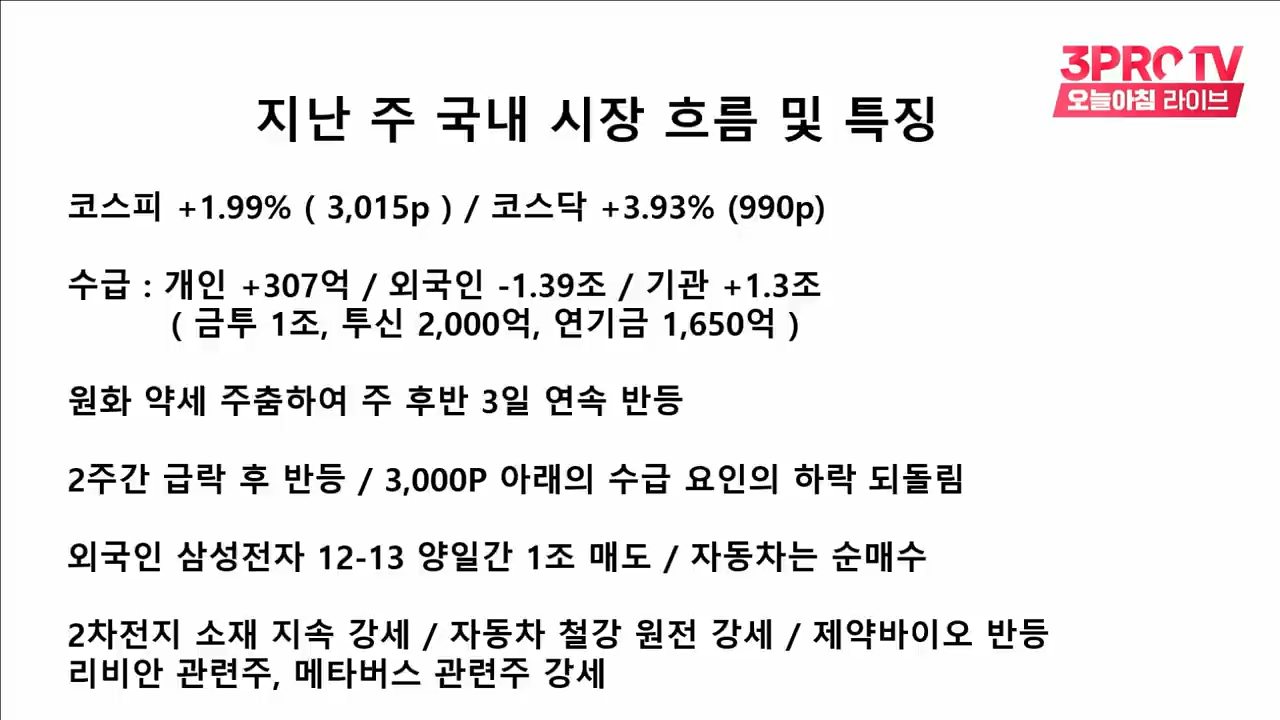 3PRO TV
오늘아침 라이브
지난 주 국내 시장 흐름 및 특징
코스피 +1.99% ( 3,015p ) / 코스닥 +3.93% (990p)
수급 : 개인 +307억 / 외국인 -1.39조 / 기관 +1.3조
( 금투 1조, 투신 2,000억, 연기금 1,650억 )
원화 약세 주춤하여 주 후반 3일 연속 반등
2주간 급락 후 반등 / 3,000P 아래의 수급 요인의 하락 되돌림
외국인 삼성전자 12-13 양일간 1조 매도 / 자동차는 순매수
2차전지 소재 지속 강세 / 자동차 철강 원전 강세 / 제약바이오 반등
리비안 관련주, 메타버스 관련주 강세